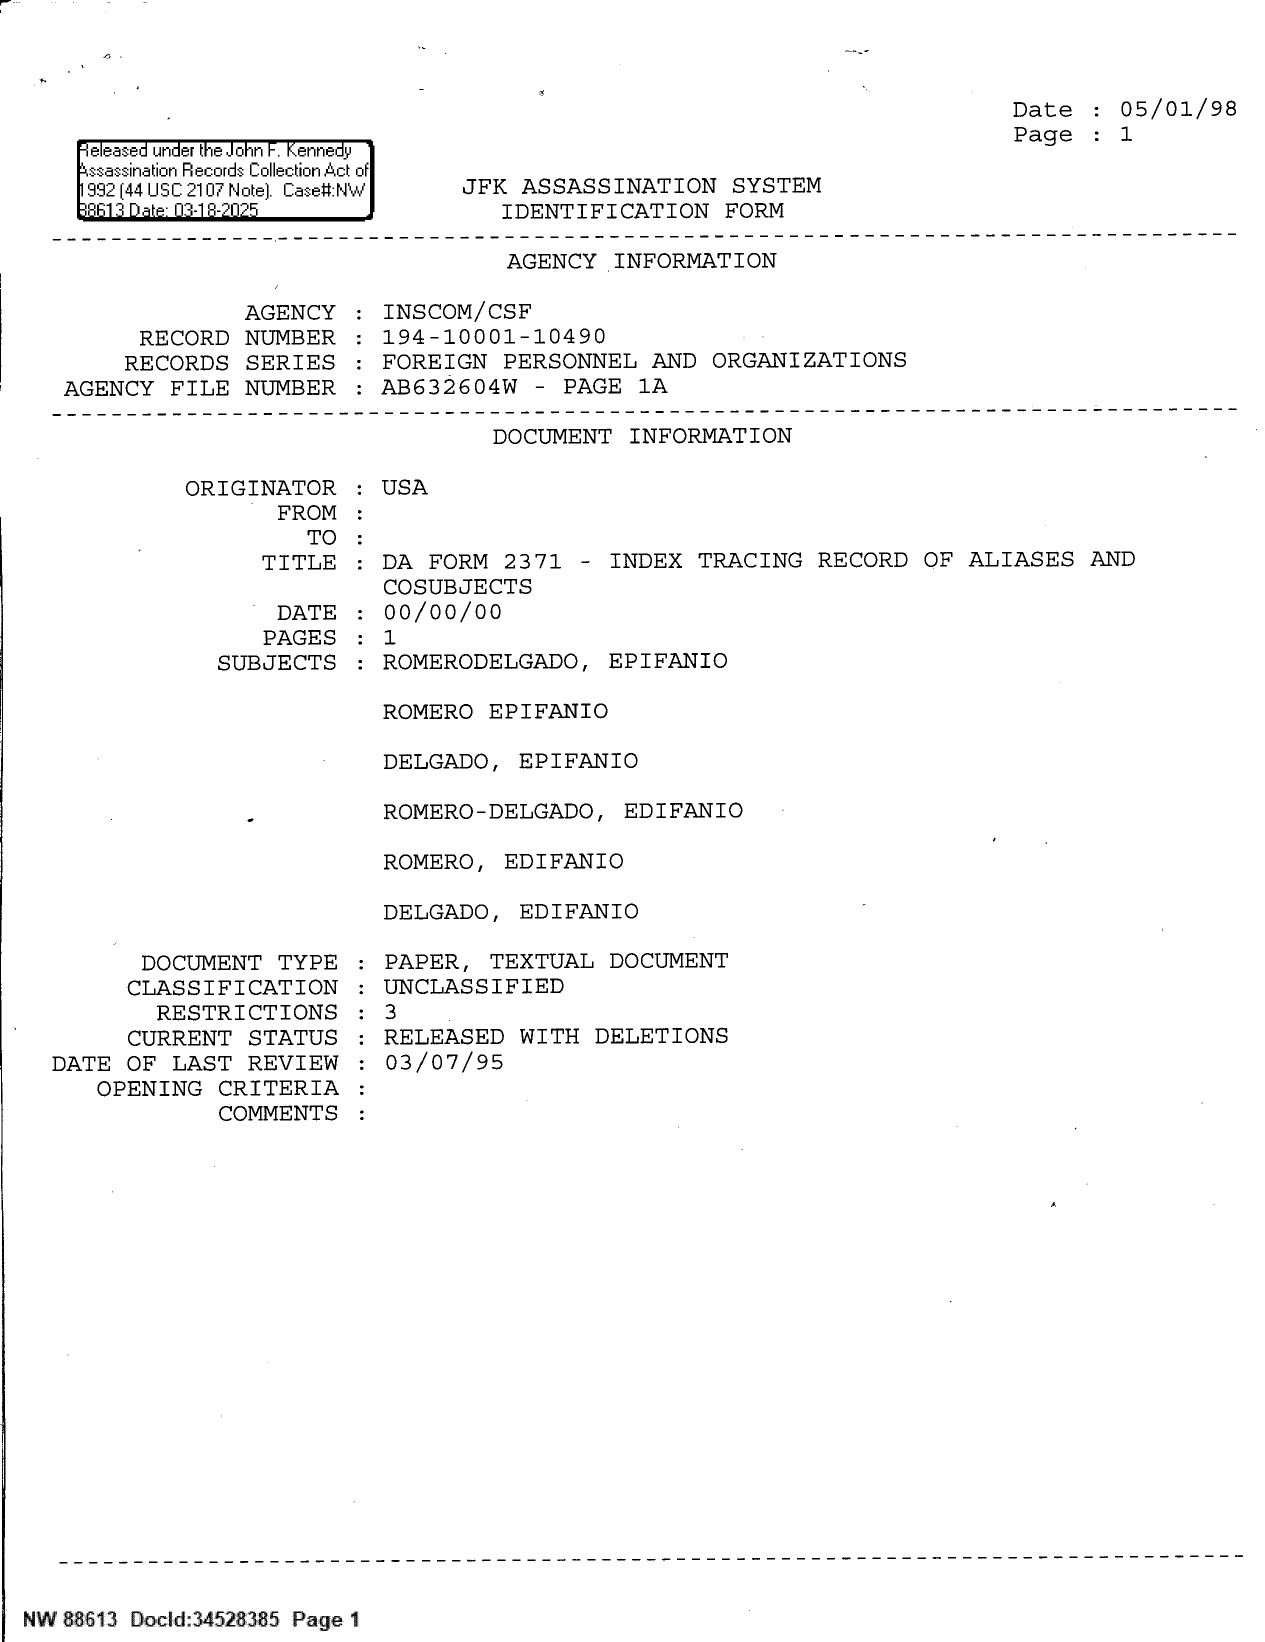 Date : 05/01/98
Page : 1
Released under the John F. Kennedy
Assassination Records Collection Act of
1992 (44 USC 2107 Note). Case#:NW
88613 Date: 03-18-2025
JFK ASSASSINATION SYSTEM
IDENTIFICATION FORM
AGENCY INFORMATION
AGENCY : INSCOM/CSF
RECORD NUMBER : 194-10001-10490
RECORDS SERIES : FOREIGN PERSONNEL AND ORGANIZATIONS
AGENCY FILE NUMBER : AB632604W - PAGE 1A
DOCUMENT INFORMATION
ORIGINATOR : USA
FROM :
TO :
TITLE : DA FORM 2371 - INDEX TRACING RECORD OF ALIASES AND
COSUBJECTS
DATE : 00/00/00
PAGES : 1
SUBJECTS : ROMERODELGADO, EPIFANIO
ROMERO EPIFANIO
DELGADO, EPIFANIO
ROMERO-DELGADO, EDIFANIO
ROMERO, EDIFANIO
DELGADO, EDIFANIO
DOCUMENT TYPE : PAPER, TEXTUAL DOCUMENT
CLASSIFICATION : UNCLASSIFIED
RESTRICTIONS : 3
CURRENT STATUS : RELEASED WITH DELETIONS
DATE OF LAST REVIEW : 03/07/95
OPENING CRITERIA :
COMMENTS :
NW 88613 DocId:34528385 Page 1